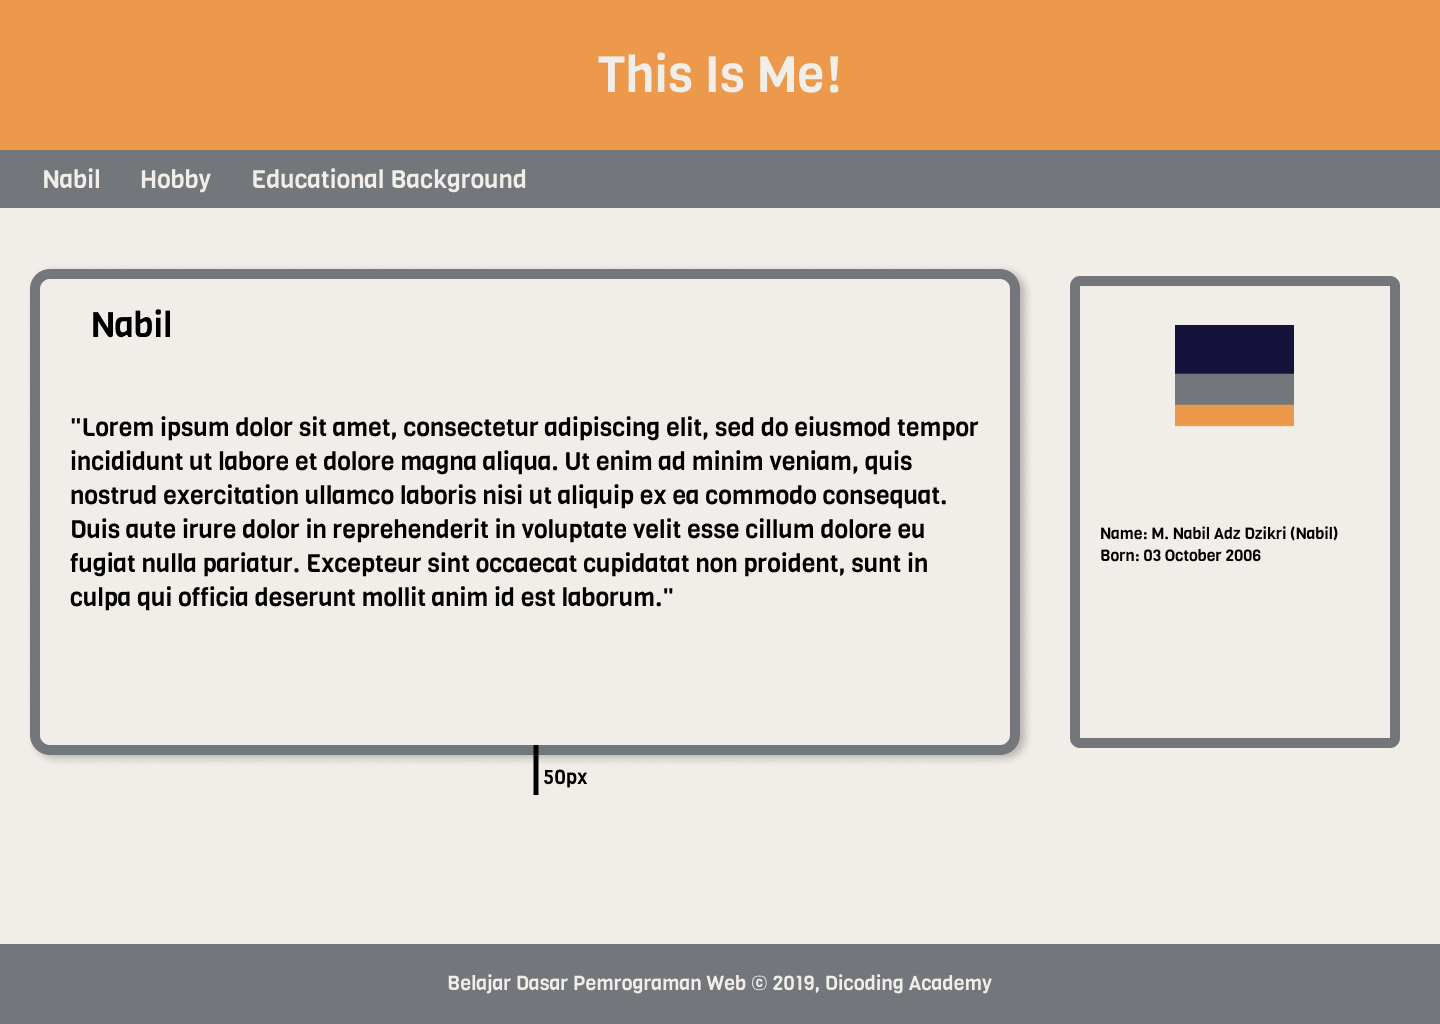 This Is Me!
Nabil
Hobby
Educational Background
Nabil
"Lorem ipsum dolor sit amet, consectetur adipiscing elit, sed do eiusmod tempor
incididunt ut labore et dolore magna aliqua. Ut enim ad minim veniam, quis
nostrud exercitation ullamco laboris nisi ut aliquip ex ea commodo consequat.
Duis aute irure dolor in reprehenderit in voluptate velit esse cillum dolore eu
fugiat nulla pariatur. Excepteur sint occaecat cupidatat non proident, sunt in
culpa qui officia deserunt mollit anim id est laborum."
Name: M. Nabil Adz Dzikri (Nabil)
Born: 03 October 2006
50px
Belajar Dasar Pemrograman Web © 2019, Dicoding Academy